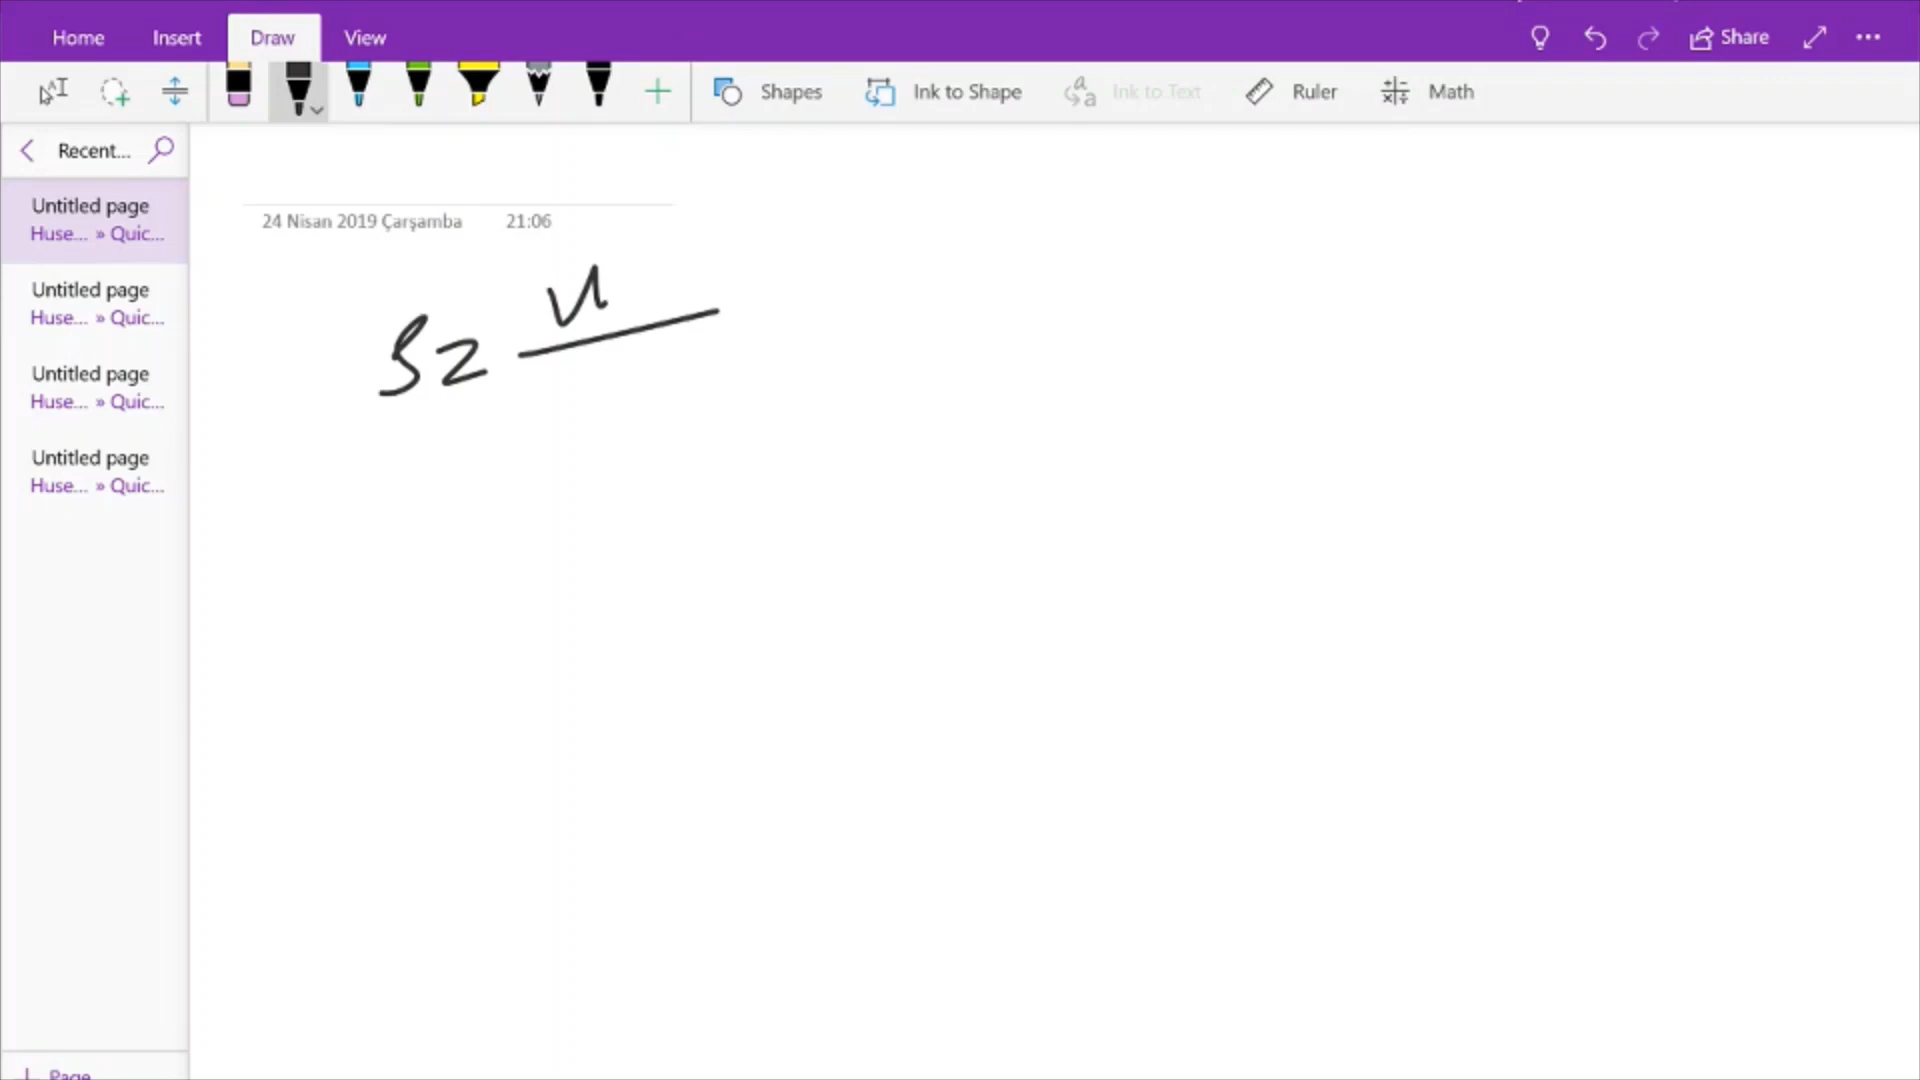 Home Insert Draw View Share
Shapes Ink to Shape Ink to Text Ruler Math
Recent...
Untitled page
Huse... » Quic...
Untitled page
Huse... » Quic...
Untitled page
Huse... » Quic...
Untitled page
Huse... » Quic...
24 Nisan 2019 Çarşamba 21:06
+ Page